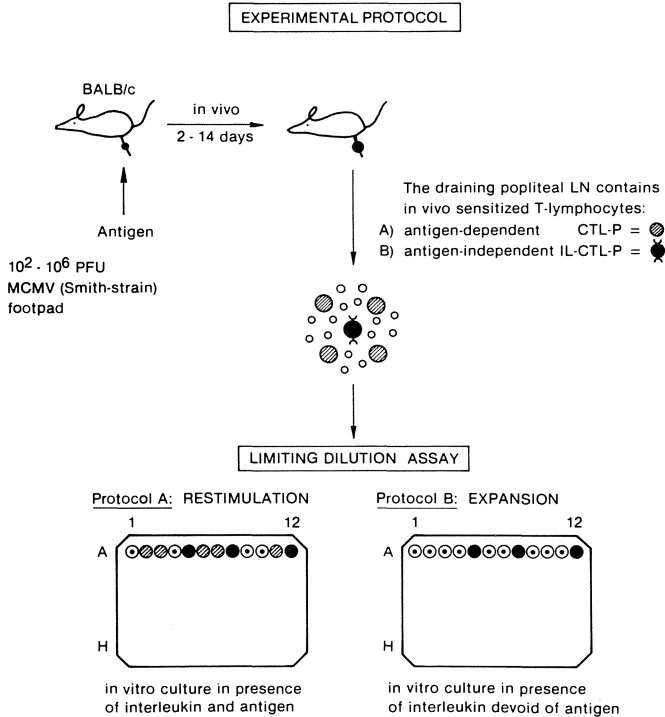 EXPERIMENTAL PROTOCOL
BALB/c
in vivo
2 - 14 days
Antigen
10² - 10⁶ PFU
MCMV (Smith-strain)
footpad
The draining popliteal LN contains
in vivo sensitized T-lymphocytes:
A) antigen-dependent CTL-P =
B) antigen-independent IL-CTL-P =
LIMITING DILUTION ASSAY
Protocol A: RESTIMULATION
1 12
A
H
in vitro culture in presence
of interleukin and antigen
Protocol B: EXPANSION
1 12
A
H
in vitro culture in presence
of interleukin devoid of antigen